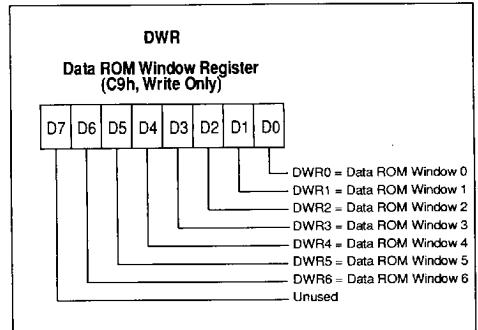 DWR
Data ROM Window Register
(C9h, Write Only)
D7 D6 D5 D4 D3 D2 D1 D0
DWR0 = Data ROM Window 0
DWR1 = Data ROM Window 1
DWR2 = Data ROM Window 2
DWR3 = Data ROM Window 3
DWR4 = Data ROM Window 4
DWR5 = Data ROM Window 5
DWR6 = Data ROM Window 6
Unused